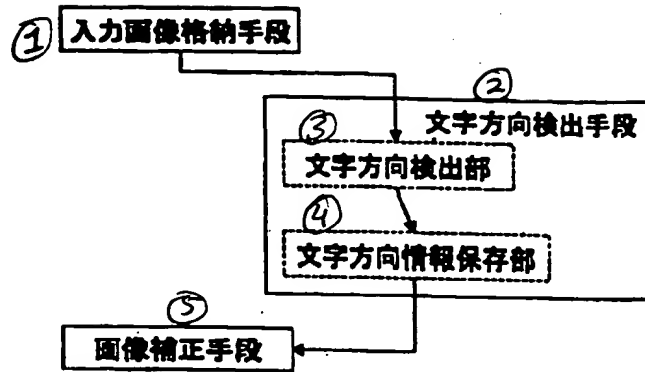 ① 入力画像格納手段
②
文字方向検出手段
③
文字方向検出部
④
文字方向情報保存部
⑤
画像補正手段